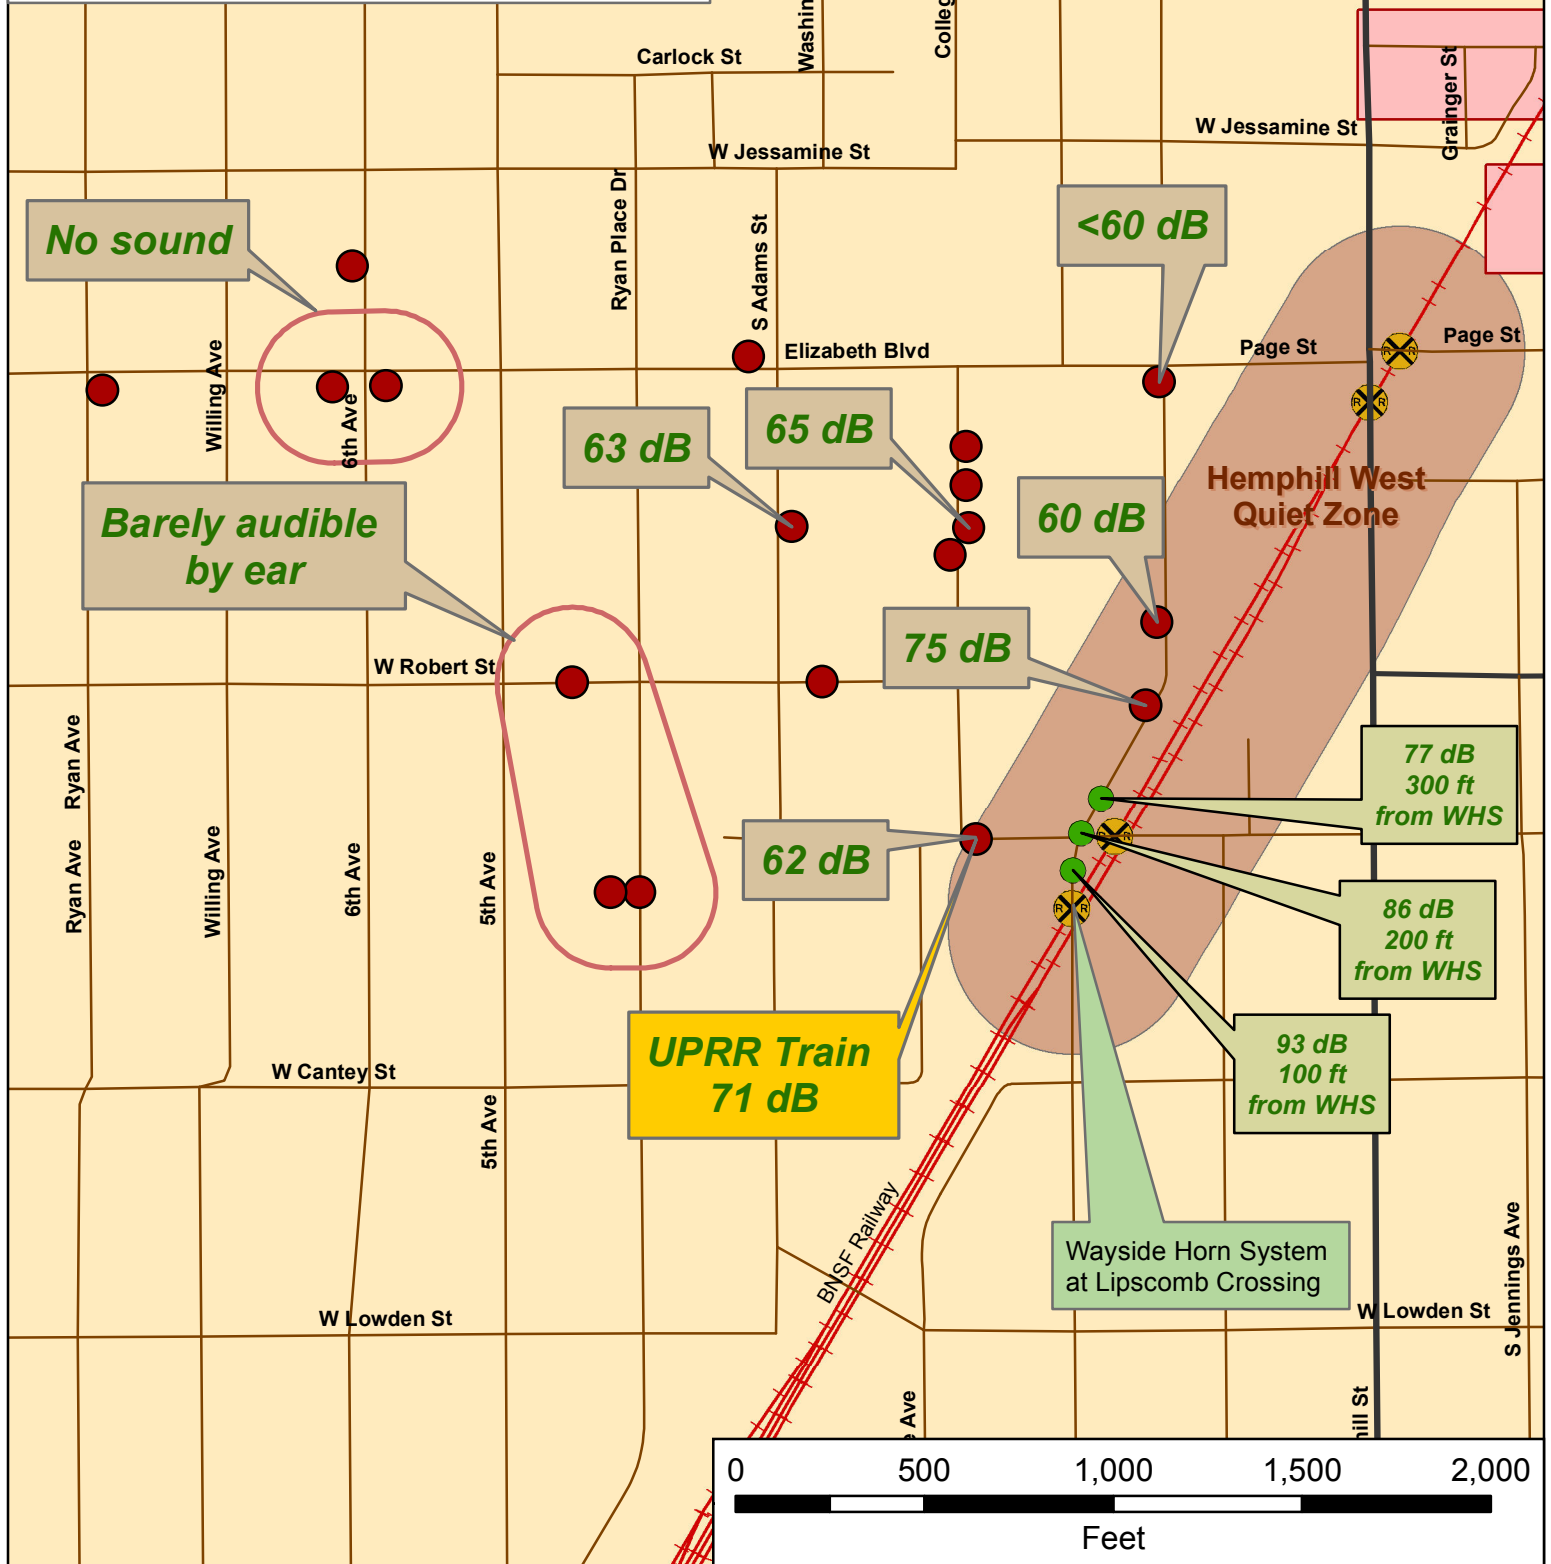 Carlock St
Washin
Colleg
W Jessamine St
W Jessamine St
Grainger St
No sound
Ryan Place Dr
S Adams St
<60 dB
Willing Ave
6th Ave
Elizabeth Blvd
Page St
Page St
63 dB
65 dB
60 dB
Hemphill West
Quiet Zone
Barely audible
by ear
75 dB
W Robert St
Ryan Ave
77 dB
300 ft
from WHS
Ryan Ave
Willing Ave
6th Ave
5th Ave
62 dB
86 dB
200 ft
from WHS
UPRR Train
71 dB
93 dB
100 ft
from WHS
W Cantey St
5th Ave
BNSF Railway
Wayside Horn System
at Lipscomb Crossing
W Lowden St
W Lowden St
S Jennings Ave
e Ave
hill St
0 500 1,000 1,500 2,000
Feet
R R
R R
R R
R R